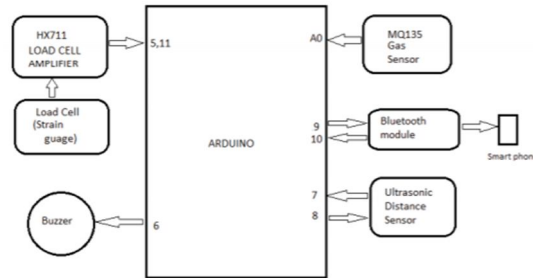 HX711
LOAD CELL
AMPLIFIER
5,11
A0
MQ135
Gas
Sensor
Load Cell
(Strain
guage)
ARDUINO
9
10
Bluetooth
module
Smart phon
7
8
Ultrasonic
Distance
Sensor
Buzzer
6